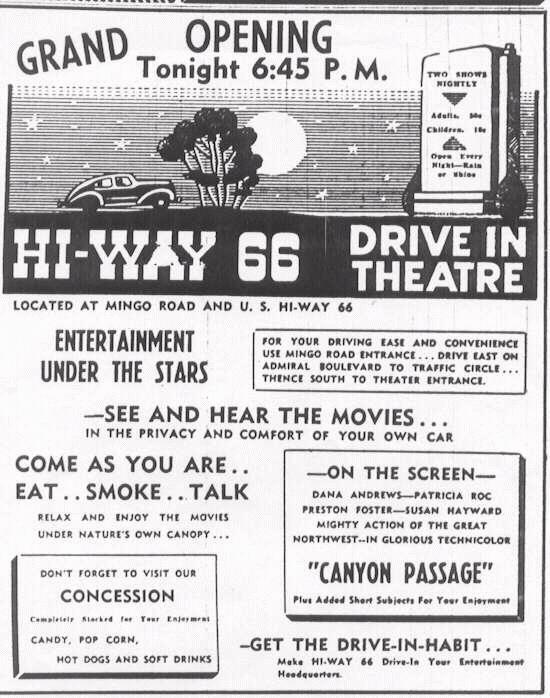 GRAND OPENING
Tonight 6:45 P. M.
TWO SHOWS
NIGHTLY
Adults, 50c
Children, 10c
Open Every
Night—Rain
or Shine
HI-WAY 66
DRIVE IN
THEATRE
LOCATED AT MINGO ROAD AND U. S. HI-WAY 66
ENTERTAINMENT
UNDER THE STARS
FOR YOUR DRIVING EASE AND CONVENIENCE
USE MINGO ROAD ENTRANCE... DRIVE EAST ON
ADMIRAL BOULEVARD TO TRAFFIC CIRCLE...
THENCE SOUTH TO THEATER ENTRANCE.
—SEE AND HEAR THE MOVIES...
IN THE PRIVACY AND COMFORT OF YOUR OWN CAR
COME AS YOU ARE..
EAT..SMOKE..TALK
RELAX AND ENJOY THE MOVIES
UNDER NATURE'S OWN CANOPY...
—ON THE SCREEN—
DANA ANDREWS—PATRICIA ROC
PRESTON FOSTER—SUSAN HAYWARD
MIGHTY ACTION OF THE GREAT
NORTHWEST--IN GLORIOUS TECHNICOLOR
"CANYON PASSAGE"
Plus Added Short Subjects For Your Enjoyment
DON'T FORGET TO VISIT OUR
CONCESSION
Completely Stocked for Your Enjoyment
CANDY, POP CORN,
HOT DOGS AND SOFT DRINKS
—GET THE DRIVE-IN-HABIT...
Make HI-WAY 66 Drive-In Your Entertainment
Headquarters.